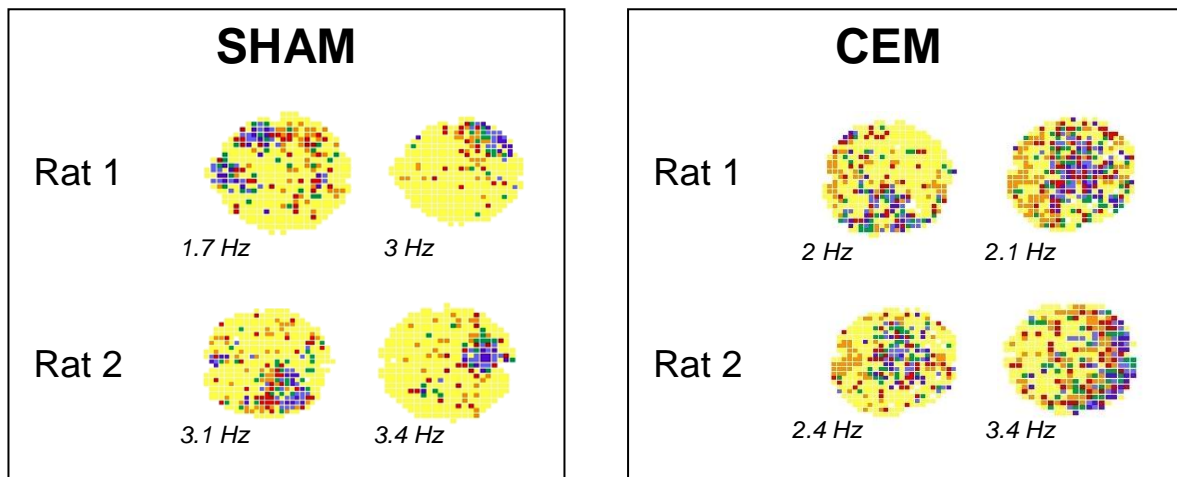 SHAM
Rat 1
1.7 Hz
3 Hz
Rat 2
3.1 Hz
3.4 Hz
CEM
Rat 1
2 Hz
2.1 Hz
Rat 2
2.4 Hz
3.4 Hz